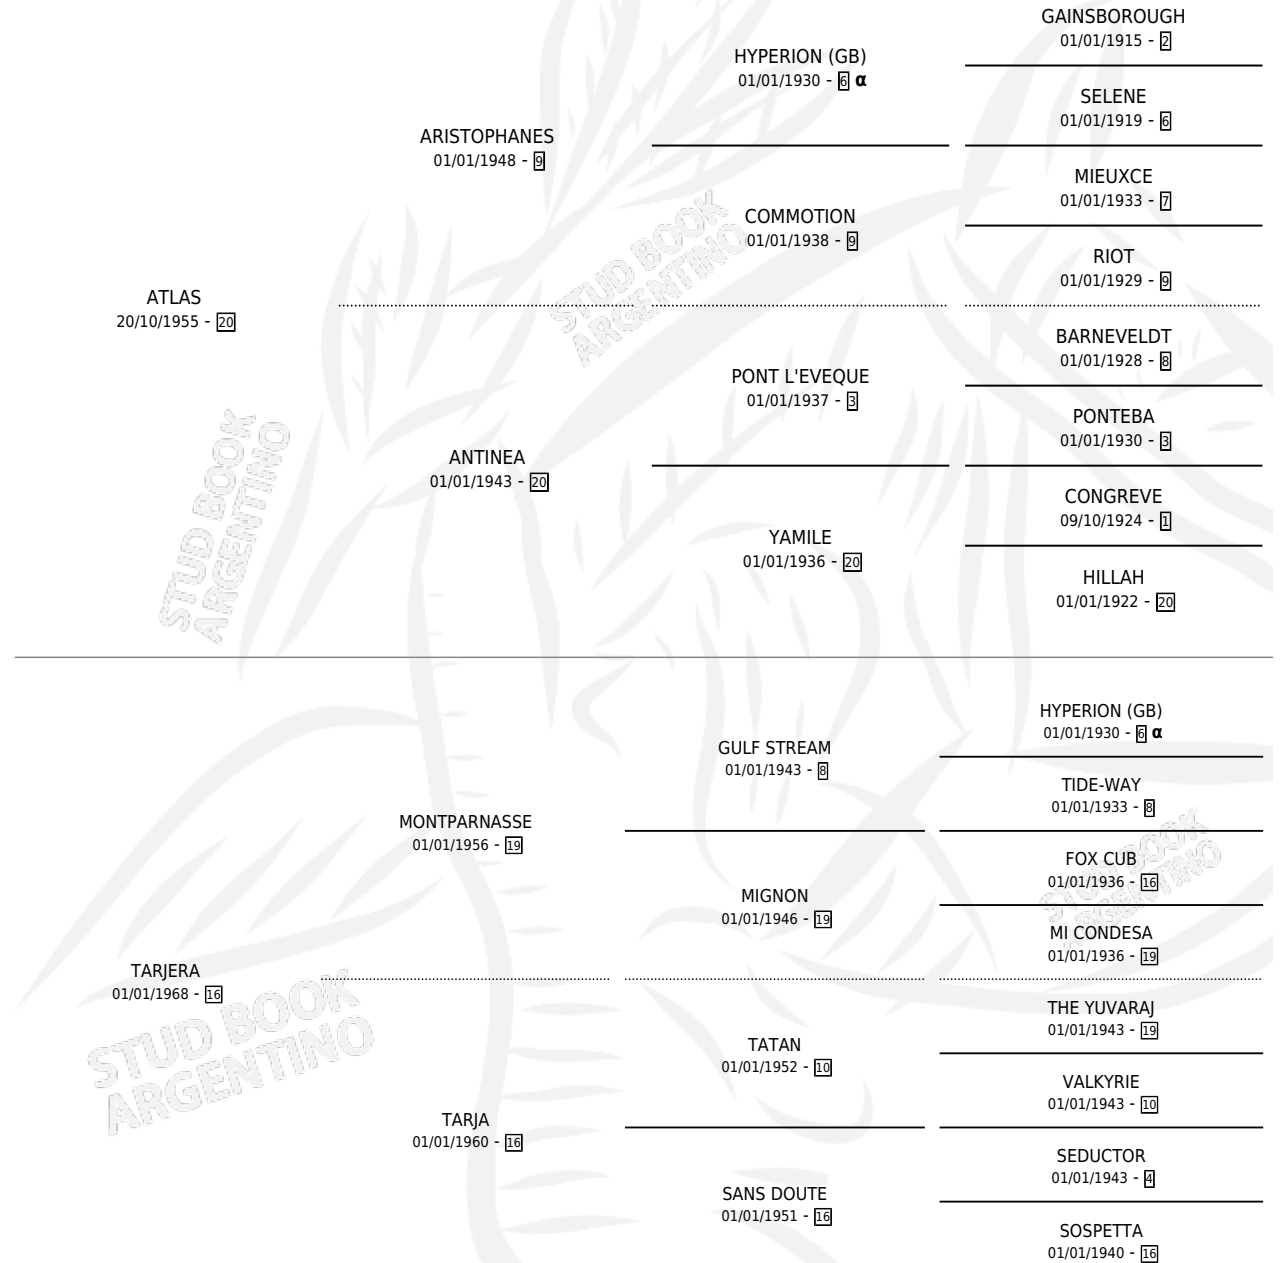 GAINSBOROUGH
01/01/1915 - 2
HYPERION (GB)
01/01/1930 - 6 α
SELENE
01/01/1919 - 6
ARISTOPHANES
01/01/1948 - 9
MIEUXCE
01/01/1933 - 7
COMMOTION
01/01/1938 - 9
RIOT
01/01/1929 - 9
STUD BOOK
ARGENTINO
ATLAS
20/10/1955 - 20
BARNEVELDT
01/01/1928 - 8
PONT L'EVEQUE
01/01/1937 - 3
PONTEBA
01/01/1930 - 3
ANTINEA
01/01/1943 - 20
CONGREVE
09/10/1924 - 1
YAMILE
01/01/1936 - 20
HILLAH
01/01/1922 - 20
STUD BOOK
ARGENTINO
HYPERION (GB)
01/01/1930 - 6 α
GULF STREAM
01/01/1943 - 8
TIDE-WAY
01/01/1933 - 8
MONTPARNASSE
01/01/1956 - 19
FOX CUB
01/01/1936 - 16
MIGNON
01/01/1946 - 19
MI CONDESA
01/01/1936 - 19
STUD BOOK
ARGENTINO
TARJERA
01/01/1968 - 16
THE YUVARAJ
01/01/1943 - 19
TATAN
01/01/1952 - 10
VALKYRIE
01/01/1943 - 10
STUD BOOK
ARGENTINO
TARJA
01/01/1960 - 16
SEDUCTOR
01/01/1943 - 4
SANS DOUTE
01/01/1951 - 16
SOSPETTA
01/01/1940 - 16